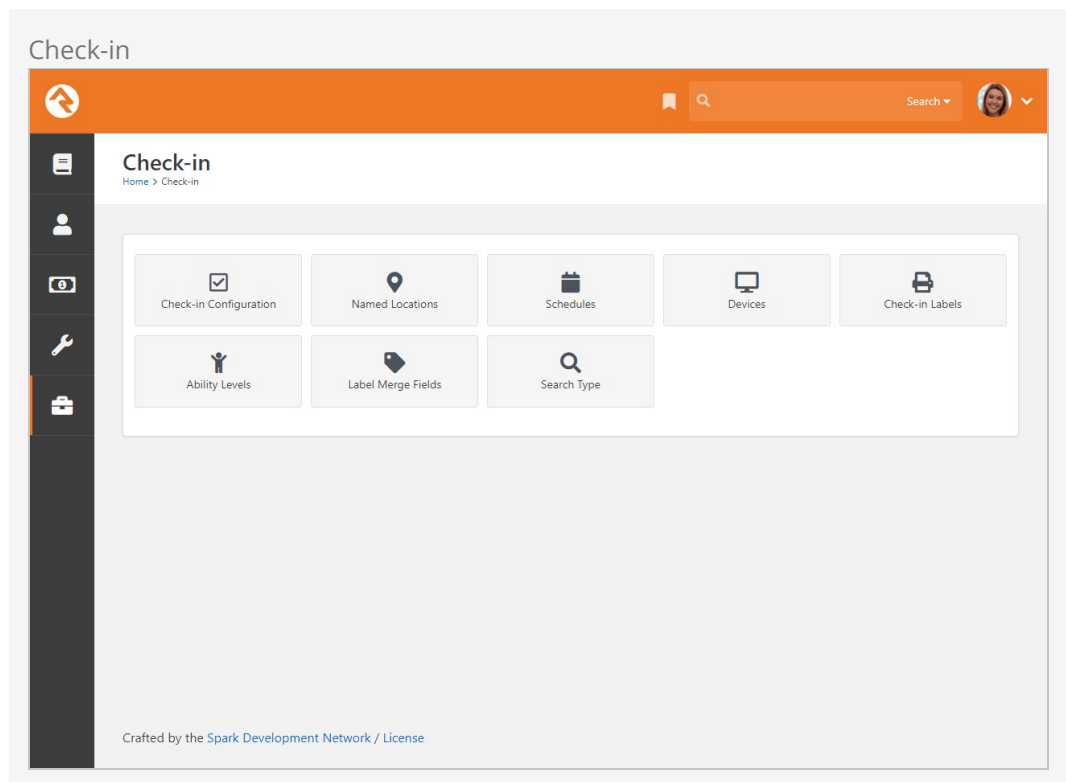 Check-in
Search
Check-in
Home > Check-in
Check-in Configuration
Named Locations
Schedules
Devices
Check-in Labels
Ability Levels
Label Merge Fields
Search Type
Crafted by the Spark Development Network / License